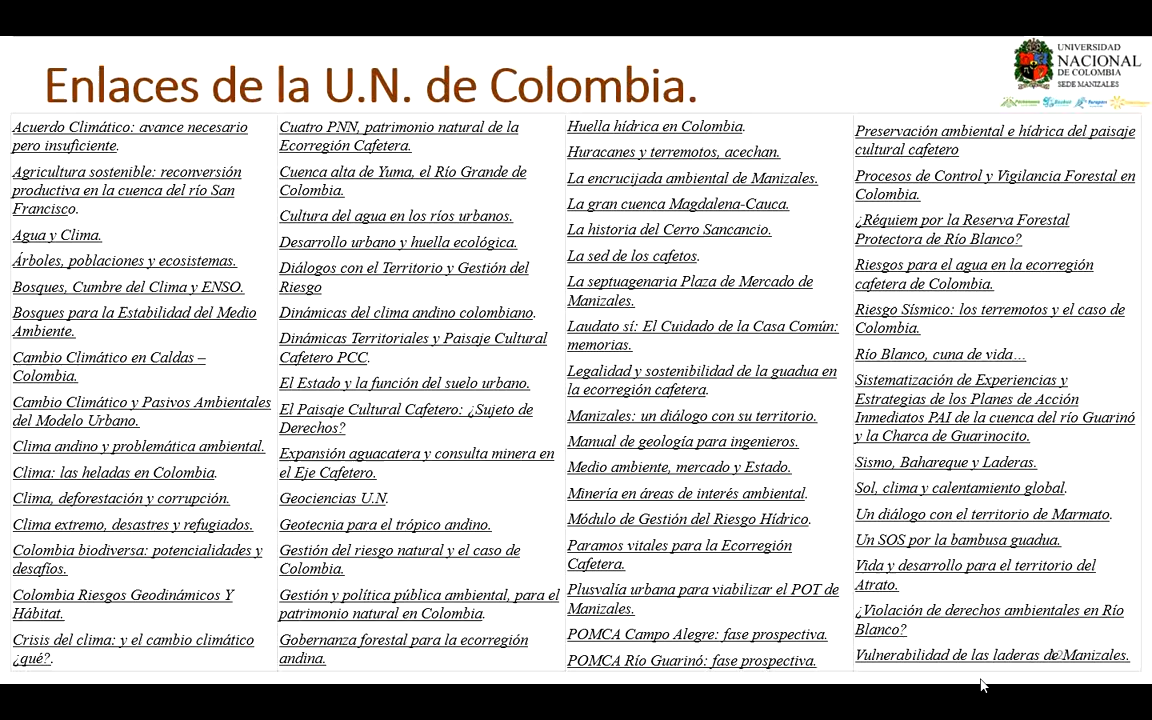 Enlaces de la U.N. de Colombia.
UNIVERSIDAD
NACIONAL
DE COLOMBIA
SEDE MANIZALES
Acuerdo Climático: avance necesario
pero insuficiente.
Agricultura sostenible: reconversión
productiva en la cuenca del río San
Francisco.
Agua y Clima.
Árboles, poblaciones y ecosistemas.
Bosques, Cumbre del Clima y ENSO.
Bosques para la Estabilidad del Medio
Ambiente.
Cambio Climático en Caldas –
Colombia.
Cambio Climático y Pasivos Ambientales
del Modelo Urbano.
Clima andino y problemática ambiental.
Clima: las heladas en Colombia.
Clima, deforestación y corrupción.
Clima extremo, desastres y refugiados.
Colombia biodiversa: potencialidades y
desafíos.
Colombia Riesgos Geodinámicos Y
Hábitat.
Crisis del clima: y el cambio climático
¿qué?.
Cuatro PNN, patrimonio natural de la
Ecorregión Cafetera.
Cuenca alta de Yuma, el Río Grande de
Colombia.
Cultura del agua en los ríos urbanos.
Desarrollo urbano y huella ecológica.
Diálogos con el Territorio y Gestión del
Riesgo
Dinámicas del clima andino colombiano.
Dinámicas Territoriales y Paisaje Cultural
Cafetero PCC.
El Estado y la función del suelo urbano.
El Paisaje Cultural Cafetero: ¿Sujeto de
Derechos?
Expansión aguacatera y consulta minera en
el Eje Cafetero.
Geociencias U.N.
Geotecnia para el trópico andino.
Gestión del riesgo natural y el caso de
Colombia.
Gestión y política pública ambiental, para el
patrimonio natural en Colombia.
Gobernanza forestal para la ecorregión
andina.
Huella hídrica en Colombia.
Huracanes y terremotos, acechan.
La encrucijada ambiental de Manizales.
La gran cuenca Magdalena-Cauca.
La historia del Cerro Sancancio.
La sed de los cafetos.
La septuagenaria Plaza de Mercado de
Manizales.
Laudato sí: El Cuidado de la Casa Común:
memorias.
Legalidad y sostenibilidad de la guadua en
la ecorregión cafetera.
Manizales: un diálogo con su territorio.
Manual de geología para ingenieros.
Medio ambiente, mercado y Estado.
Minería en áreas de interés ambiental.
Módulo de Gestión del Riesgo Hídrico.
Paramos vitales para la Ecorregión
Cafetera.
Plusvalía urbana para viabilizar el POT de
Manizales.
POMCA Campo Alegre: fase prospectiva.
POMCA Río Guarinó: fase prospectiva.
Preservación ambiental e hídrica del paisaje
cultural cafetero
Procesos de Control y Vigilancia Forestal en
Colombia.
¿Réquiem por la Reserva Forestal
Protectora de Río Blanco?
Riesgos para el agua en la ecorregión
cafetera de Colombia.
Riesgo Sísmico: los terremotos y el caso de
Colombia.
Río Blanco, cuna de vida…
Sistematización de Experiencias y
Estrategias de los Planes de Acción
Inmediatos PAI de la cuenca del río Guarinó
y la Charca de Guarinocito.
Sismo, Bahareque y Laderas.
Sol, clima y calentamiento global.
Un diálogo con el territorio de Marmato.
Un SOS por la bambusa guadua.
Vida y desarrollo para el territorio del
Atrato.
¿Violación de derechos ambientales en Río
Blanco?
Vulnerabilidad de las laderas de Manizales.